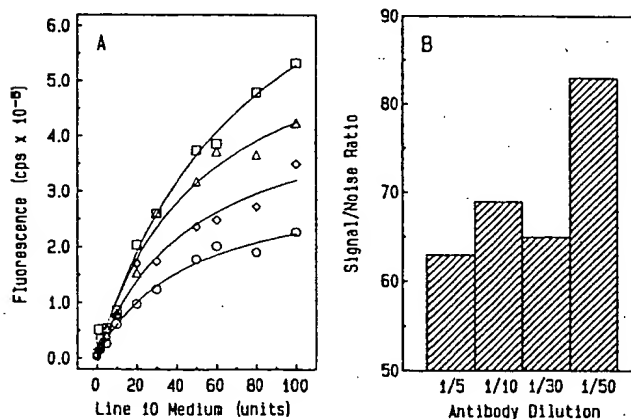 A
6.0
5.0
4.0
3.0
2.0
1.0
0.0
Fluorescence (cps x 10⁻⁵)
0 20 40 60 80 100
Line 10 Medium (units)
B
90
80
70
60
50
Signal/Noise Ratio
1/5 1/10 1/30 1/50
Antibody Dilution